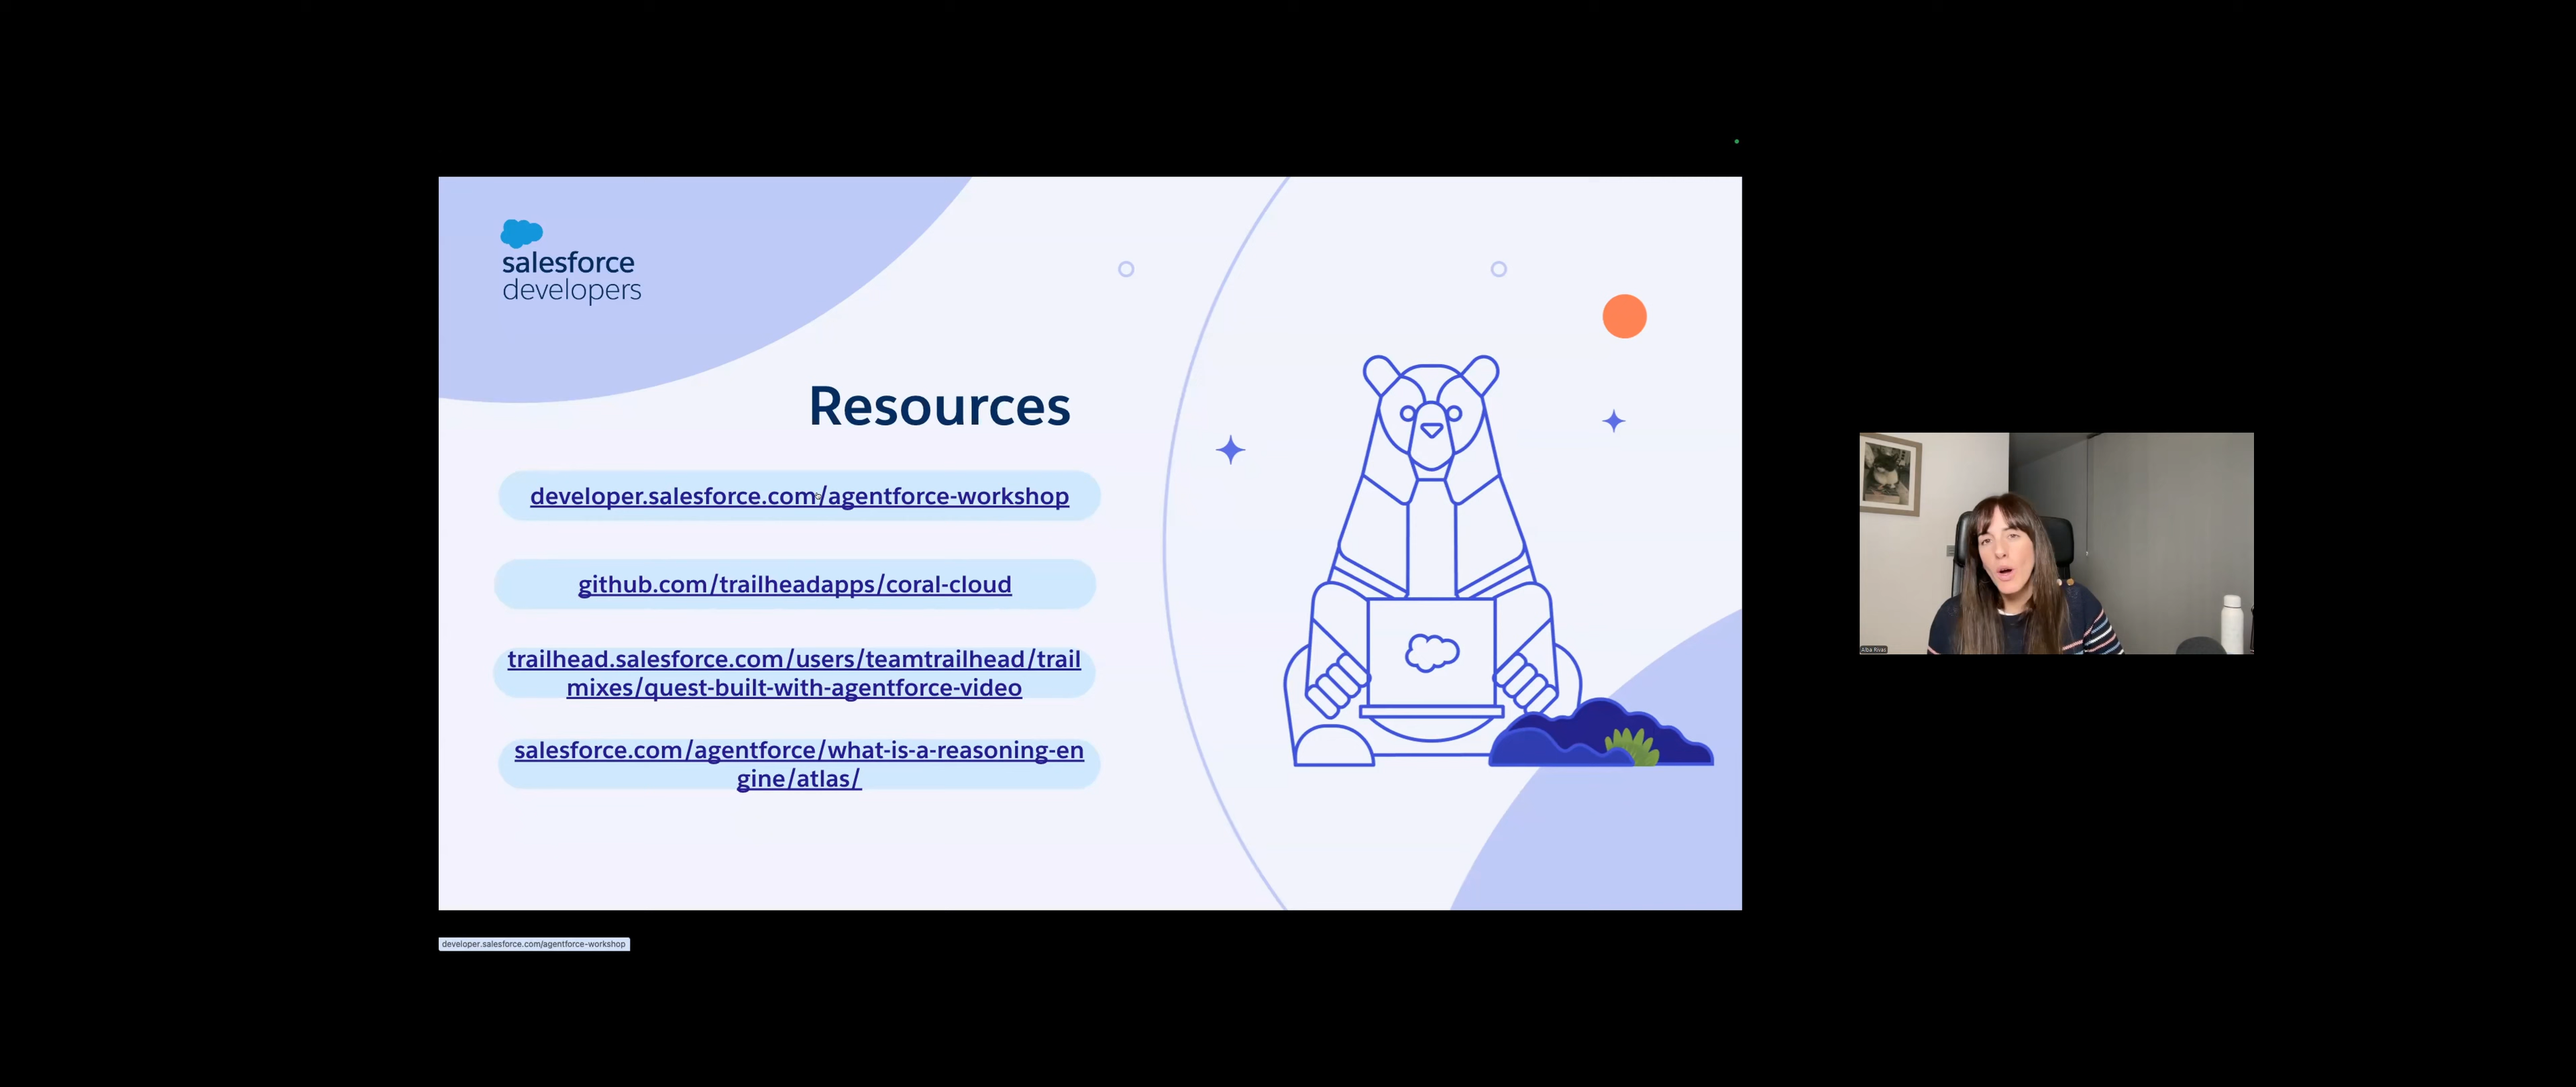 salesforce
developers
Resources
developer.salesforce.com/agentforce-workshop
github.com/trailheadapps/coral-cloud
trailhead.salesforce.com/users/teamtrailhead/trail
mixes/quest-built-with-agentforce-video
salesforce.com/agentforce/what-is-a-reasoning-en
gine/atlas/
Alba Rivas
developer.salesforce.com/agentforce-workshop